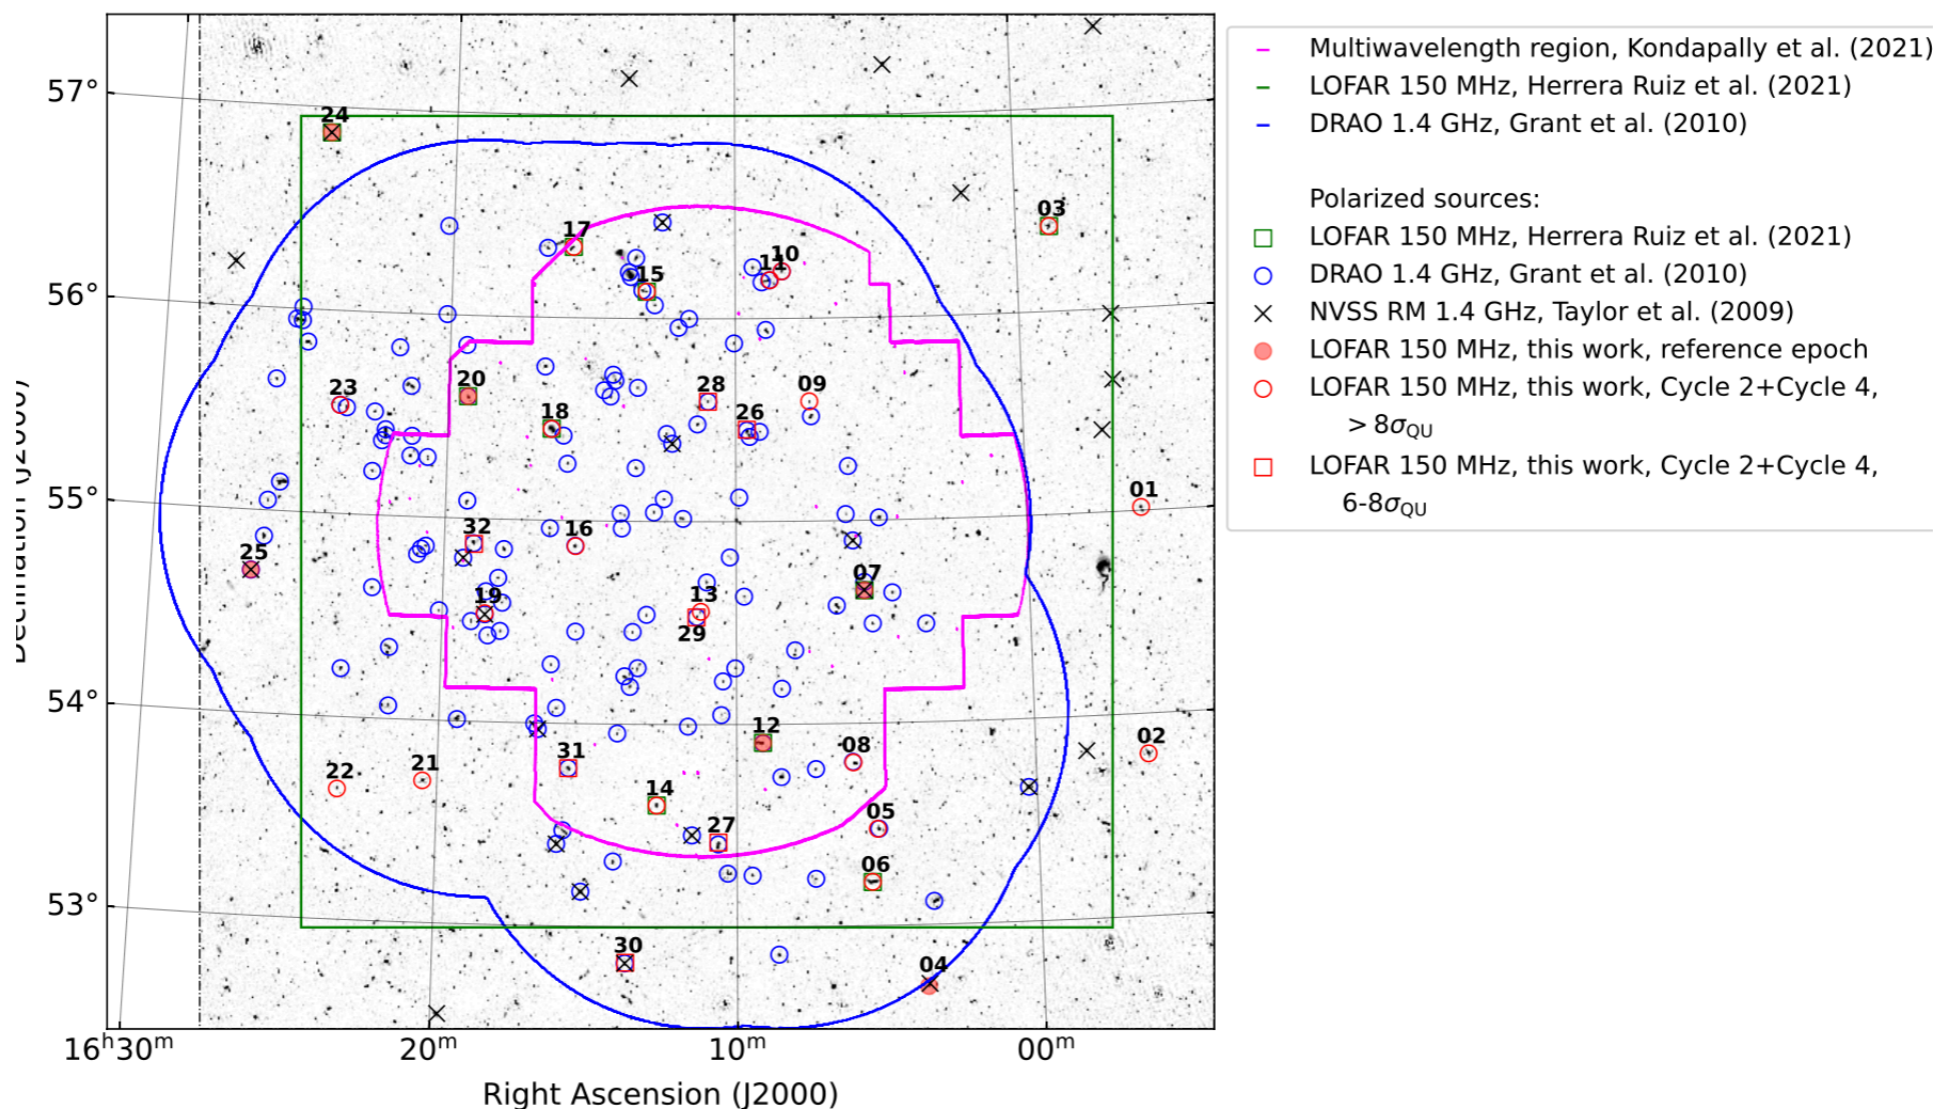 57°
56°
55°
54°
53°
Declination (J2000)
16ʰ30ᵐ
20ᵐ
10ᵐ
00ᵐ
Right Ascension (J2000)
24
03
17
10
11
15
23
20
28
09
18
26
01
32
16
25
07
19
13
29
12
08
02
31
21
22
14
05
27
06
30
04
Multiwavelength region, Kondapally et al. (2021)
LOFAR 150 MHz, Herrera Ruiz et al. (2021)
DRAO 1.4 GHz, Grant et al. (2010)
Polarized sources:
LOFAR 150 MHz, Herrera Ruiz et al. (2021)
DRAO 1.4 GHz, Grant et al. (2010)
NVSS RM 1.4 GHz, Taylor et al. (2009)
LOFAR 150 MHz, this work, reference epoch
LOFAR 150 MHz, this work, Cycle 2+Cycle 4,
> 8σQU
LOFAR 150 MHz, this work, Cycle 2+Cycle 4,
6-8σQU